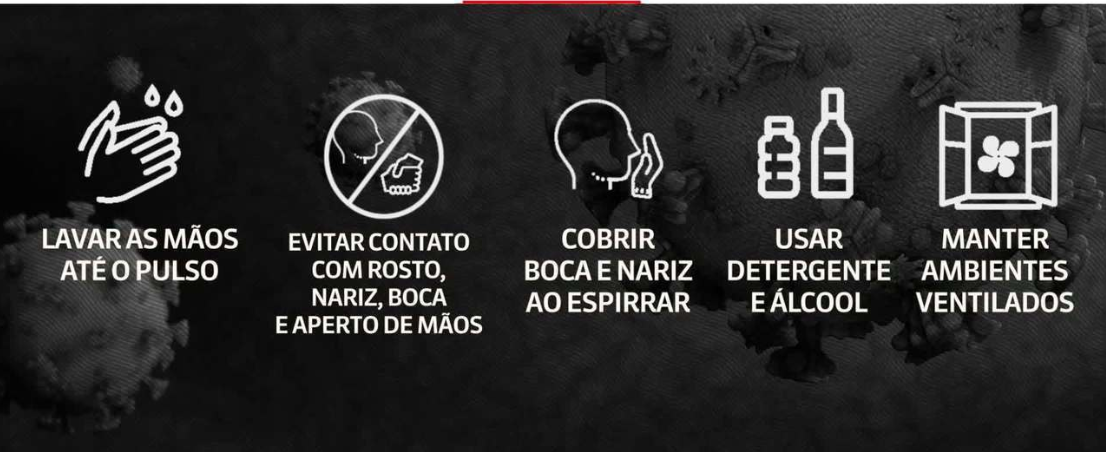 LAVAR AS MÃOS
ATÉ O PULSO
EVITAR CONTATO
COM ROSTO,
NARIZ, BOCA
E APERTO DE MÃOS
COBRIR
BOCA E NARIZ
AO ESPIRRAR
USAR
DETERGENTE
E ÁLCOOL
MANTER
AMBIENTES
VENTILADOS